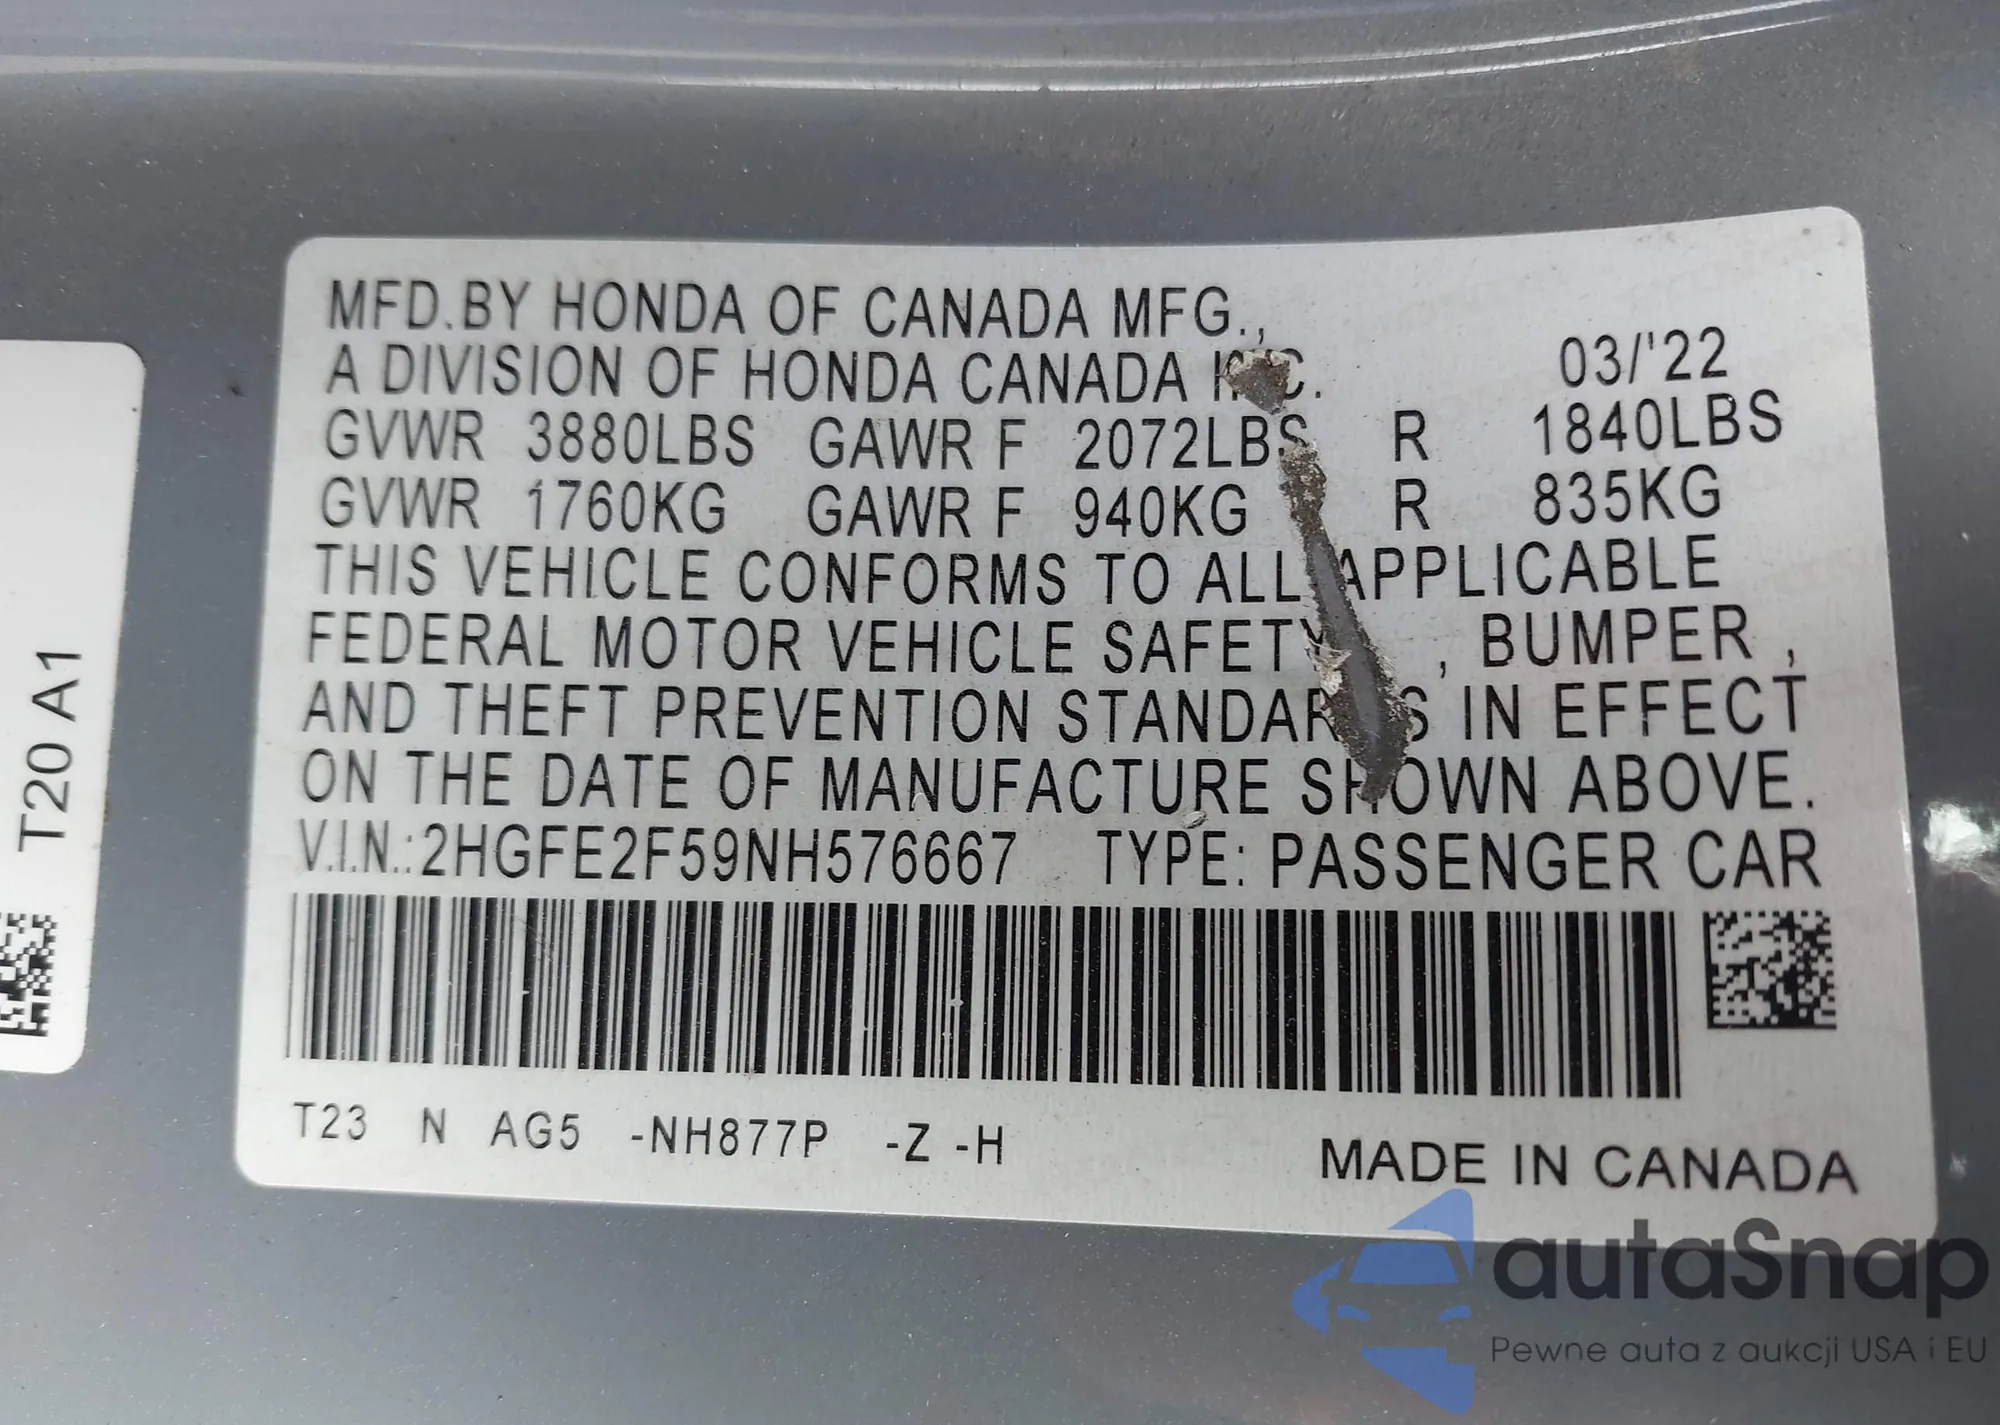 MFD.BY HONDA OF CANADA MFG.,
A DIVISION OF HONDA CANADA INC.
03/'22
GVWR 3880LBS GAWR F 2072LBS R 1840LBS
GVWR 1760KG GAWR F 940KG R 835KG
THIS VEHICLE CONFORMS TO ALL APPLICABLE
FEDERAL MOTOR VEHICLE SAFETY , BUMPER ,
AND THEFT PREVENTION STANDARDS IN EFFECT
ON THE DATE OF MANUFACTURE SHOWN ABOVE.
V.I.N.:2HGFE2F59NH576667 TYPE: PASSENGER CAR
T23 N AG5 -NH877P -Z -H
MADE IN CANADA
T20 A1
autaSnap
Pewne auta z aukcji USA i EU